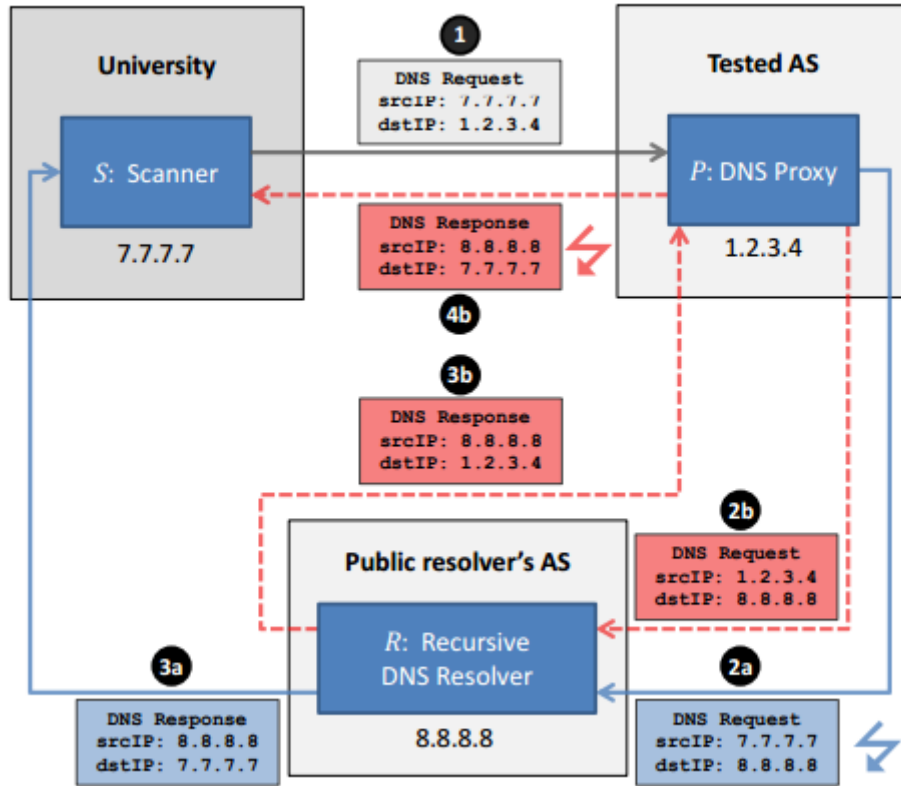 1
University
Tested AS
DNS Request
srcIP: 7.7.7.7
dstIP: 1.2.3.4
S: Scanner
P: DNS Proxy
7.7.7.7
1.2.3.4
DNS Response
srcIP: 8.8.8.8
dstIP: 7.7.7.7
4b
3b
DNS Response
srcIP: 8.8.8.8
dstIP: 1.2.3.4
2b
Public resolver's AS
DNS Request
srcIP: 1.2.3.4
dstIP: 8.8.8.8
R: Recursive
DNS Resolver
3a
2a
8.8.8.8
DNS Response
srcIP: 8.8.8.8
dstIP: 7.7.7.7
DNS Request
srcIP: 7.7.7.7
dstIP: 8.8.8.8